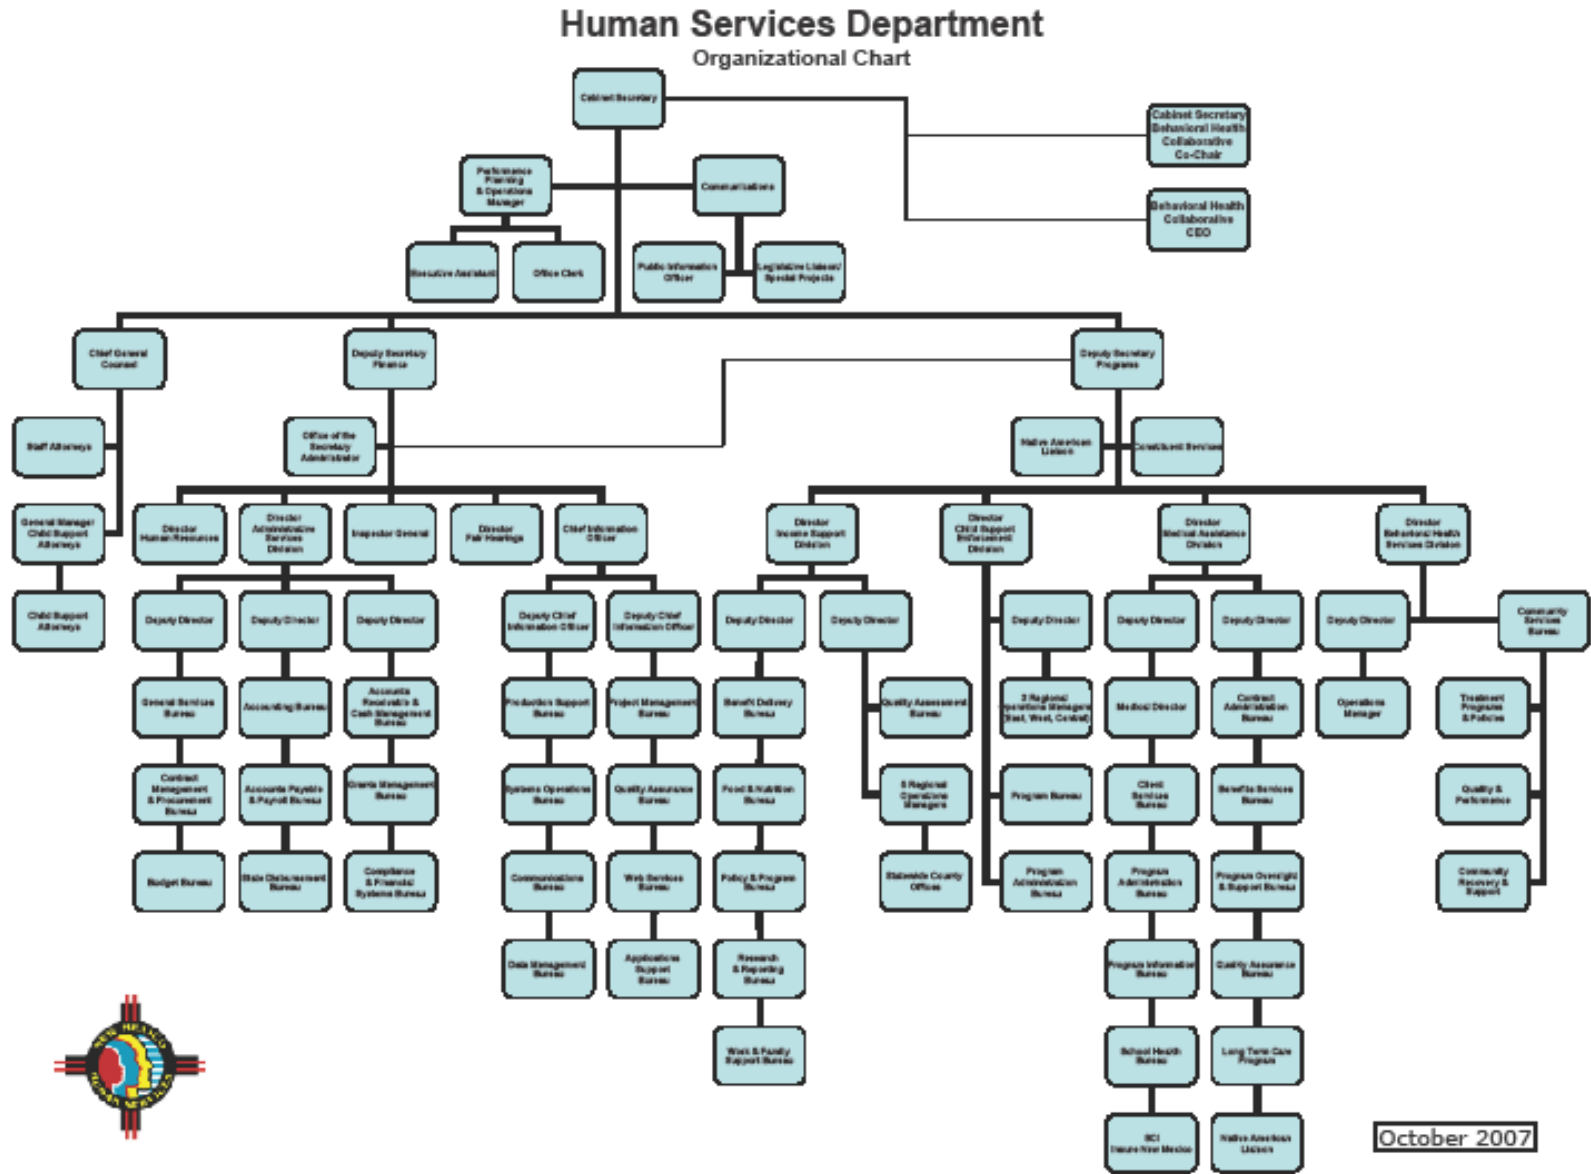 Human Services Department
Organizational Chart
Cabinet Secretary
Cabinet Secretary
Behavioral Health
Collaborative
Co-Chair
Performance
Planning
& Operations
Manager
Communications
Behavioral Health
Collaborative
CEO
Executive Assistant
Office Clerk
Public Information
Officer
Legislative Liaison/
Special Projects
Chief General
Counsel
Deputy Secretary
Finance
Deputy Secretary
Programs
Staff Attorneys
Office of the
Secretary
Administrator
Native American
Liaison
Constituent Services
General Manager
Child Support
Attorneys
Director
Human Resources
Director
Administrative
Services
Division
Inspector General
Director
Fair Hearings
Chief Information
Officer
Director
Income Support
Division
Director
Child Support
Enforcement
Division
Director
Medical Assistance
Division
Director
Behavioral Health
Services Division
Child Support
Attorneys
Deputy Director
Deputy Director
Deputy Director
Deputy Chief
Information Officer
Deputy Chief
Information Officer
Deputy Director
Deputy Director
Deputy Director
Deputy Director
Deputy Director
Deputy Director
Community
Services
Bureau
General Services
Bureau
Accounting Bureau
Accounts
Receivable &
Cash Management
Bureau
Production Support
Bureau
Project Management
Bureau
Benefit Delivery
Bureau
Quality Assessment
Bureau
Regional
Operations Managers
(East, West, Central)
Medical Director
Contract
Administration
Bureau
Operations
Manager
Treatment
Programs
& Policies
Contract
Management
& Procurement
Bureau
Accounts Payable
& Payroll Bureau
Grants Management
Bureau
Systems Operations
Bureau
Quality Assurance
Bureau
Food & Nutrition
Bureau
Regional
Operations
Managers
Program Bureau
Client
Services
Bureau
Benefits Services
Bureau
Quality &
Performance
Budget Bureau
State Disbursement
Bureau
Compliance
& Financial
Systems Bureau
Communications
Bureau
Web Services
Bureau
Policy & Program
Bureau
Statewide County
Offices
Program
Administration
Bureau
Program
Administration
Bureau
Program Oversight
& Support Bureau
Community
Recovery &
Support
Data Management
Bureau
Applications
Support
Bureau
Research
& Reporting
Bureau
Program Information
Bureau
Quality Assurance
Bureau
Work & Family
Support Bureau
School Health
Bureau
Long Term Care
Program
SCI
Insure New Mexico
Native American
Liaison
NEW MEXICO
HUMAN SERVICES
October 2007